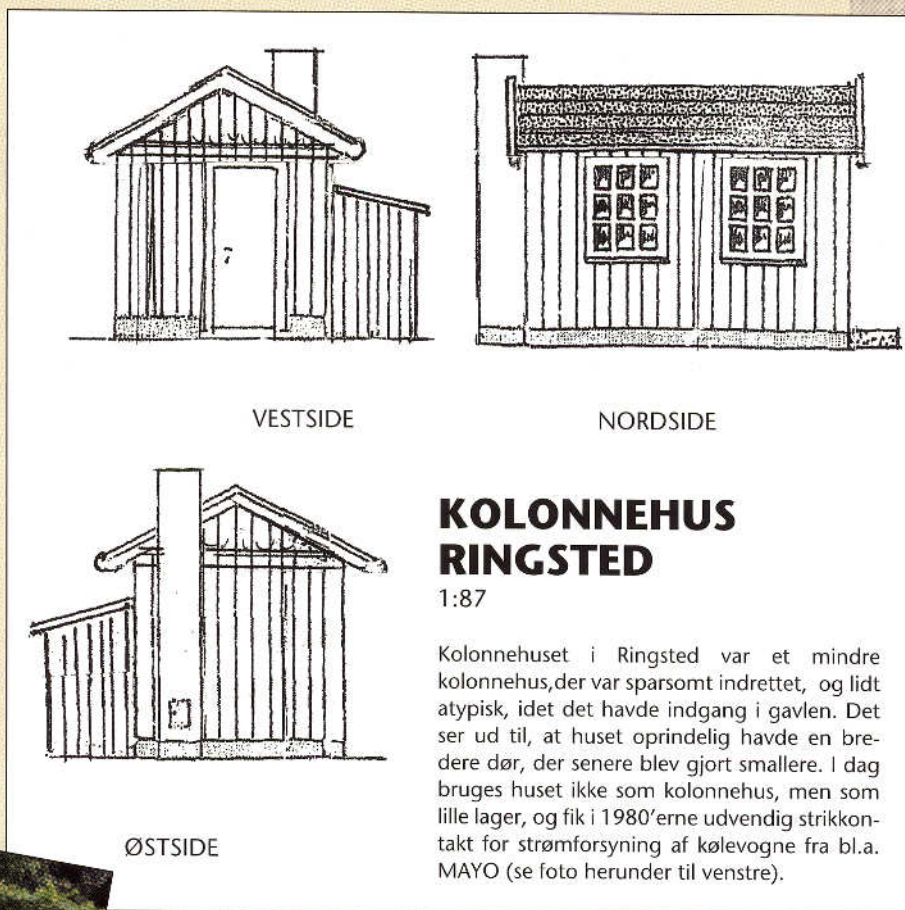 VESTSIDE
NORDSIDE
KOLONNEHUS
RINGSTED
1:87
Kolonnehuset i Ringsted var et mindre
kolonnehus,der var sparsomt indrettet, og lidt
atypisk, idet det havde indgang i gavlen. Det
ser ud til, at huset oprindelig havde en bre-
dere dør, der senere blev gjort smallere. I dag
bruges huset ikke som kolonnehus, men som
lille lager, og fik i 1980’erne udvendig strikkon-
takt for strømforsyning af kølevogne fra bl.a.
MAYO (se foto herunder til venstre).
ØSTSIDE